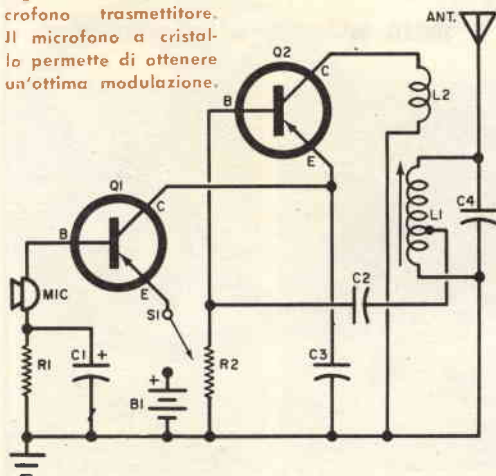 crofono trasmettitore.
Il microfono a cristal-
lo permette di ottenere
un'ottima modulazione.
ANT.
Q2
C
B
E
L2
Q1
C
B
E
L1
C4
MIC
S1
C2
R1
C1 +
+
B1
R2
C3